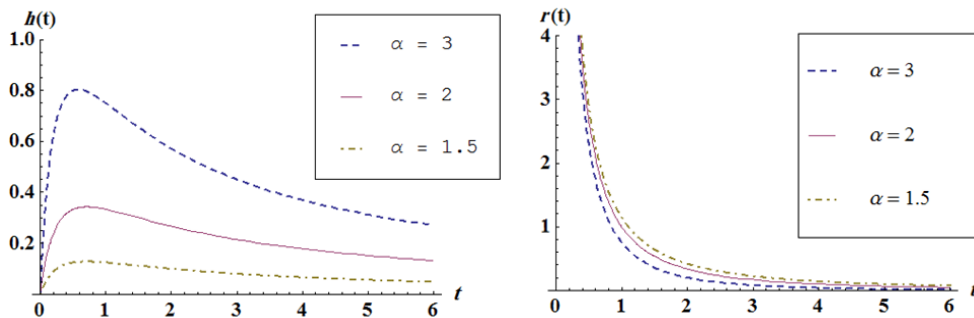 h(t)
1.0
0.8
0.6
0.4
0.2
0 1 2 3 4 5 6 t
α = 3
α = 2
α = 1.5
r(t)
4
3
2
1
0 1 2 3 4 5 6 t
α = 3
α = 2
α = 1.5